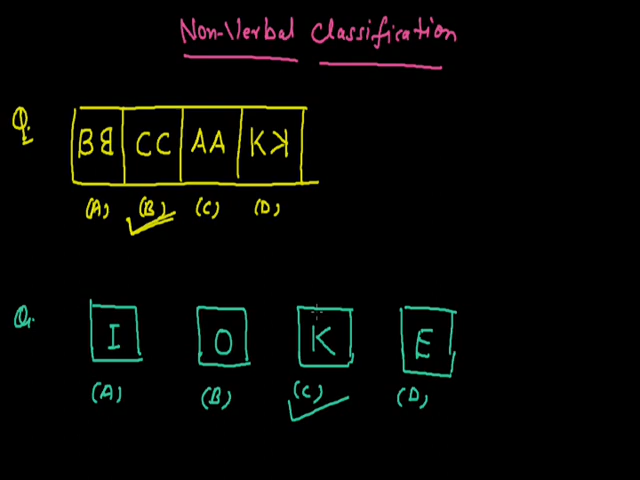 Non-Verbal Classification
Q. BB CC AA KK
(A) (B) (C) (D)
Q. I O K E
(A) (B) (C) (D)